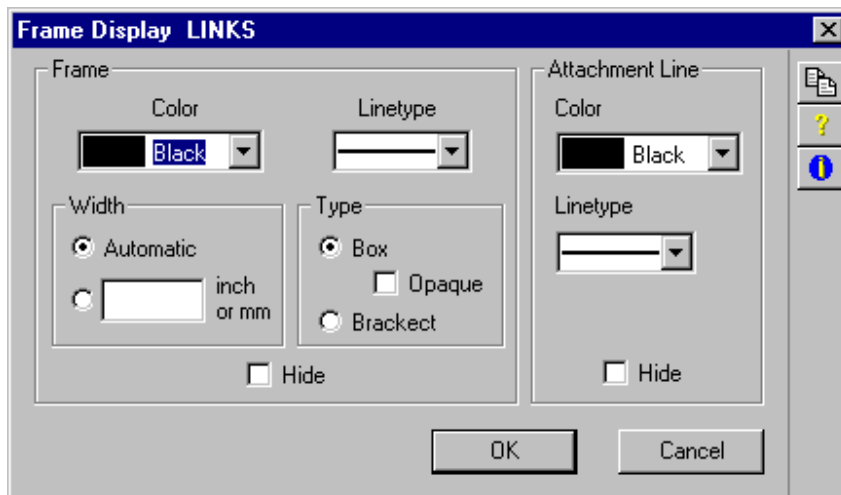 Frame Display LINKS
Frame
Color
Linetype
Black
Width
Automatic
inch
or mm
Type
Box
Opaque
Brackect
Hide
Attachment Line
Color
Black
Linetype
Hide
?
i
OK
Cancel